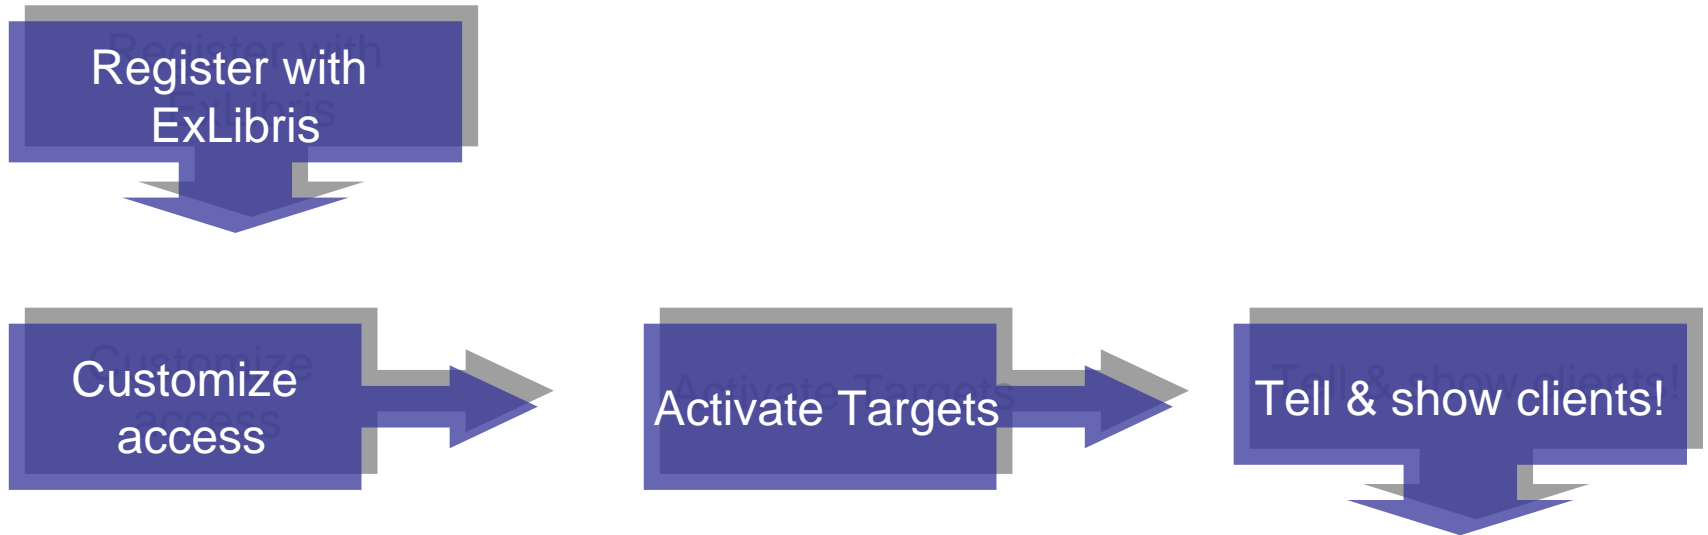 Register with
ExLibris
Customize
access
Activate Targets
Tell & show clients!